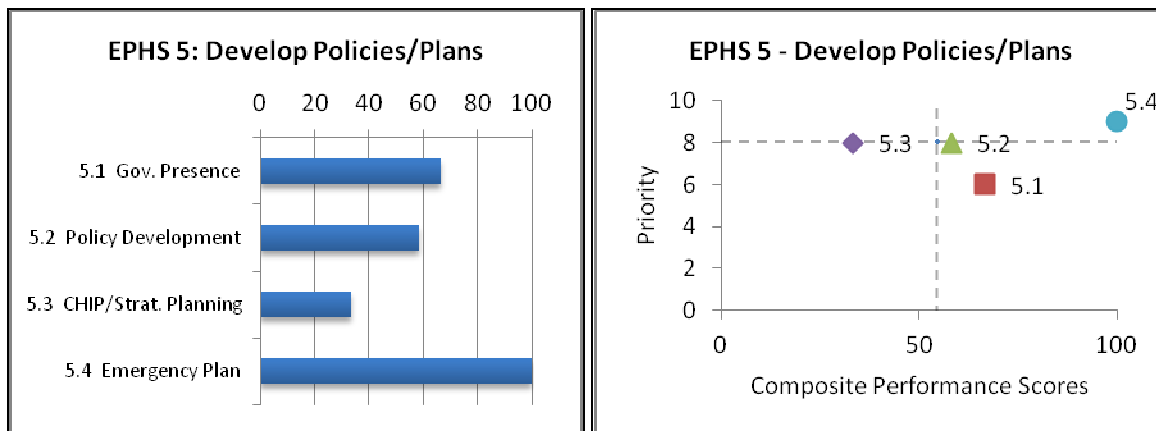 EPHS 5: Develop Policies/Plans
0 20 40 60 80 100
5.1 Gov. Presence
5.2 Policy Development
5.3 CHIP/Strat. Planning
5.4 Emergency Plan
EPHS 5 - Develop Policies/Plans
Priority
10
8
6
4
2
0
5.4
5.3
5.2
5.1
0 50 100
Composite Performance Scores